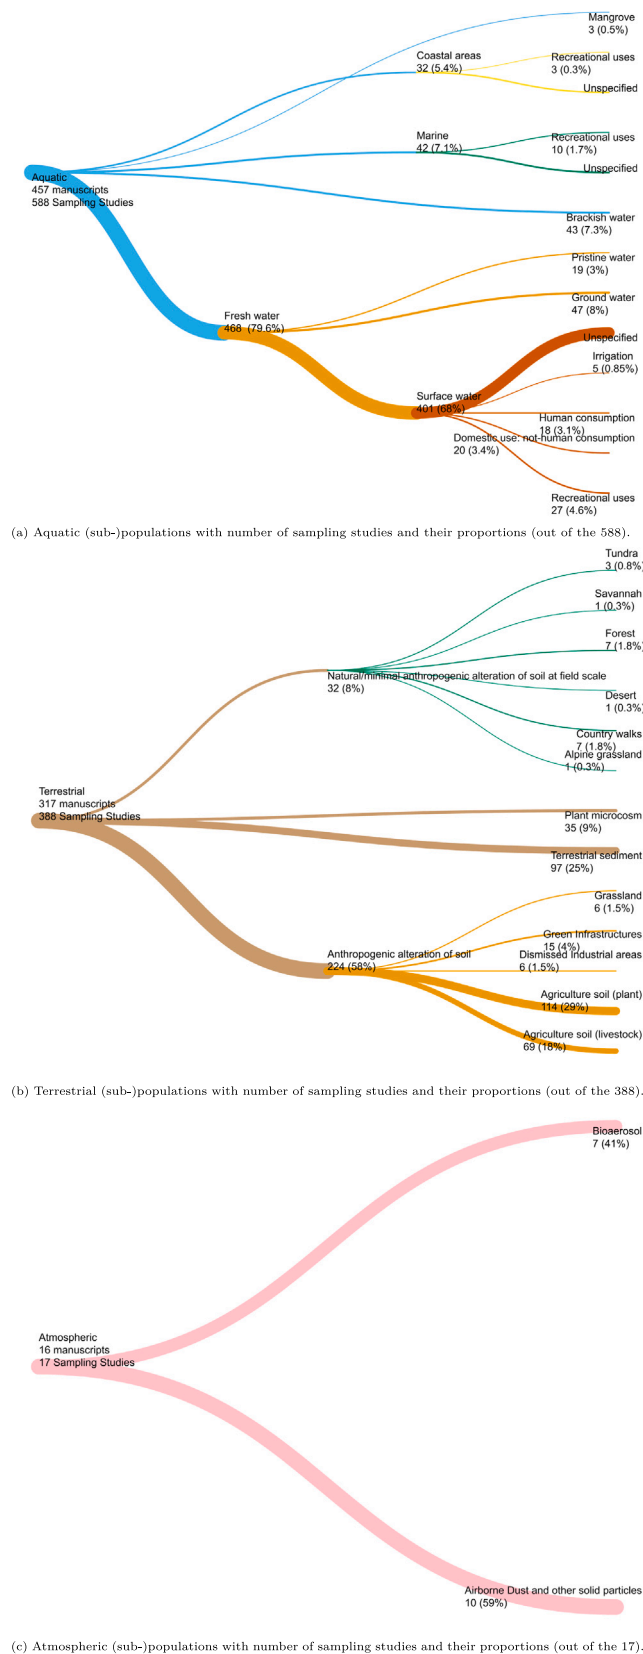 Mangrove
3 (0.5%)
Coastal areas
32 (5.4%)
Recreational uses
3 (0.3%)
Unspecified
Marine
42 (7.1%)
Recreational uses
10 (1.7%)
Unspecified
Aquatic
457 manuscripts
588 Sampling Studies
Brackish water
43 (7.3%)
Pristine water
19 (3%)
Ground water
47 (8%)
Fresh water
468 (79.6%)
Unspecified
Irrigation
5 (0.85%)
Surface water
401 (68%)
Human consumption
18 (3.1%)
Domestic use: not-human consumption
20 (3.4%)
Recreational uses
27 (4.6%)
(a) Aquatic (sub-)populations with number of sampling studies and their proportions (out of the 588).
Tundra
3 (0.8%)
Savannah
1 (0.3%)
Forest
7 (1.8%)
Natural/minimal anthropogenic alteration of soil at field scale
32 (8%)
Desert
1 (0.3%)
Country walks
7 (1.8%)
Alpine grassland
1 (0.3%)
Terrestrial
317 manuscripts
388 Sampling Studies
Plant microcosm
35 (9%)
Terrestrial sediment
97 (25%)
Grassland
6 (1.5%)
Green Infrastructures
15 (4%)
Anthropogenic alteration of soil
224 (58%)
Dismissed Industrial areas
6 (1.5%)
Agriculture soil (plant)
114 (29%)
Agriculture soil (livestock)
69 (18%)
(b) Terrestrial (sub-)populations with number of sampling studies and their proportions (out of the 388).
Bioaerosol
7 (41%)
Atmospheric
16 manuscripts
17 Sampling Studies
Airborne Dust and other solid particles
10 (59%)
(c) Atmospheric (sub-)populations with number of sampling studies and their proportions (out of the 17).